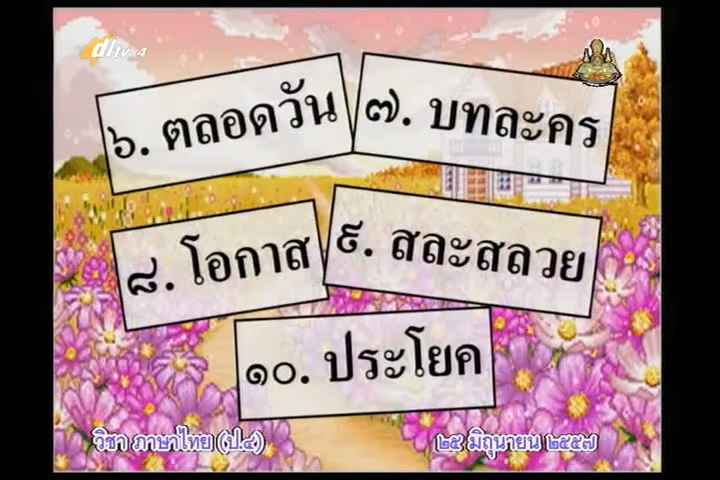 dltv 4
๖. ตลอดวัน
๗. บทละคร
๘. โอกาส
๙. สละสลวย
๑๐. ประโยค
วิชา ภาษาไทย (ป.๔)
๒๕ มิถุนายน ๒๕๕๗